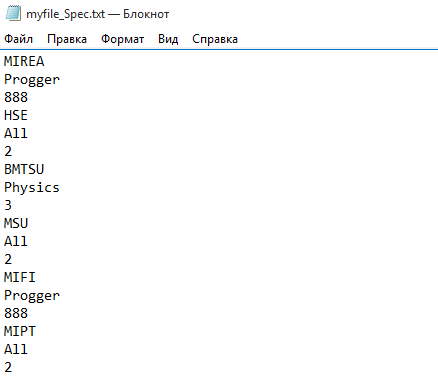 myfile_Spec.txt — Блокнот
Файл Правка Формат Вид Справка
MIREA
Progger
888
HSE
All
2
BMTSU
Physics
3
MSU
All
2
MIFI
Progger
888
MIPT
All
2